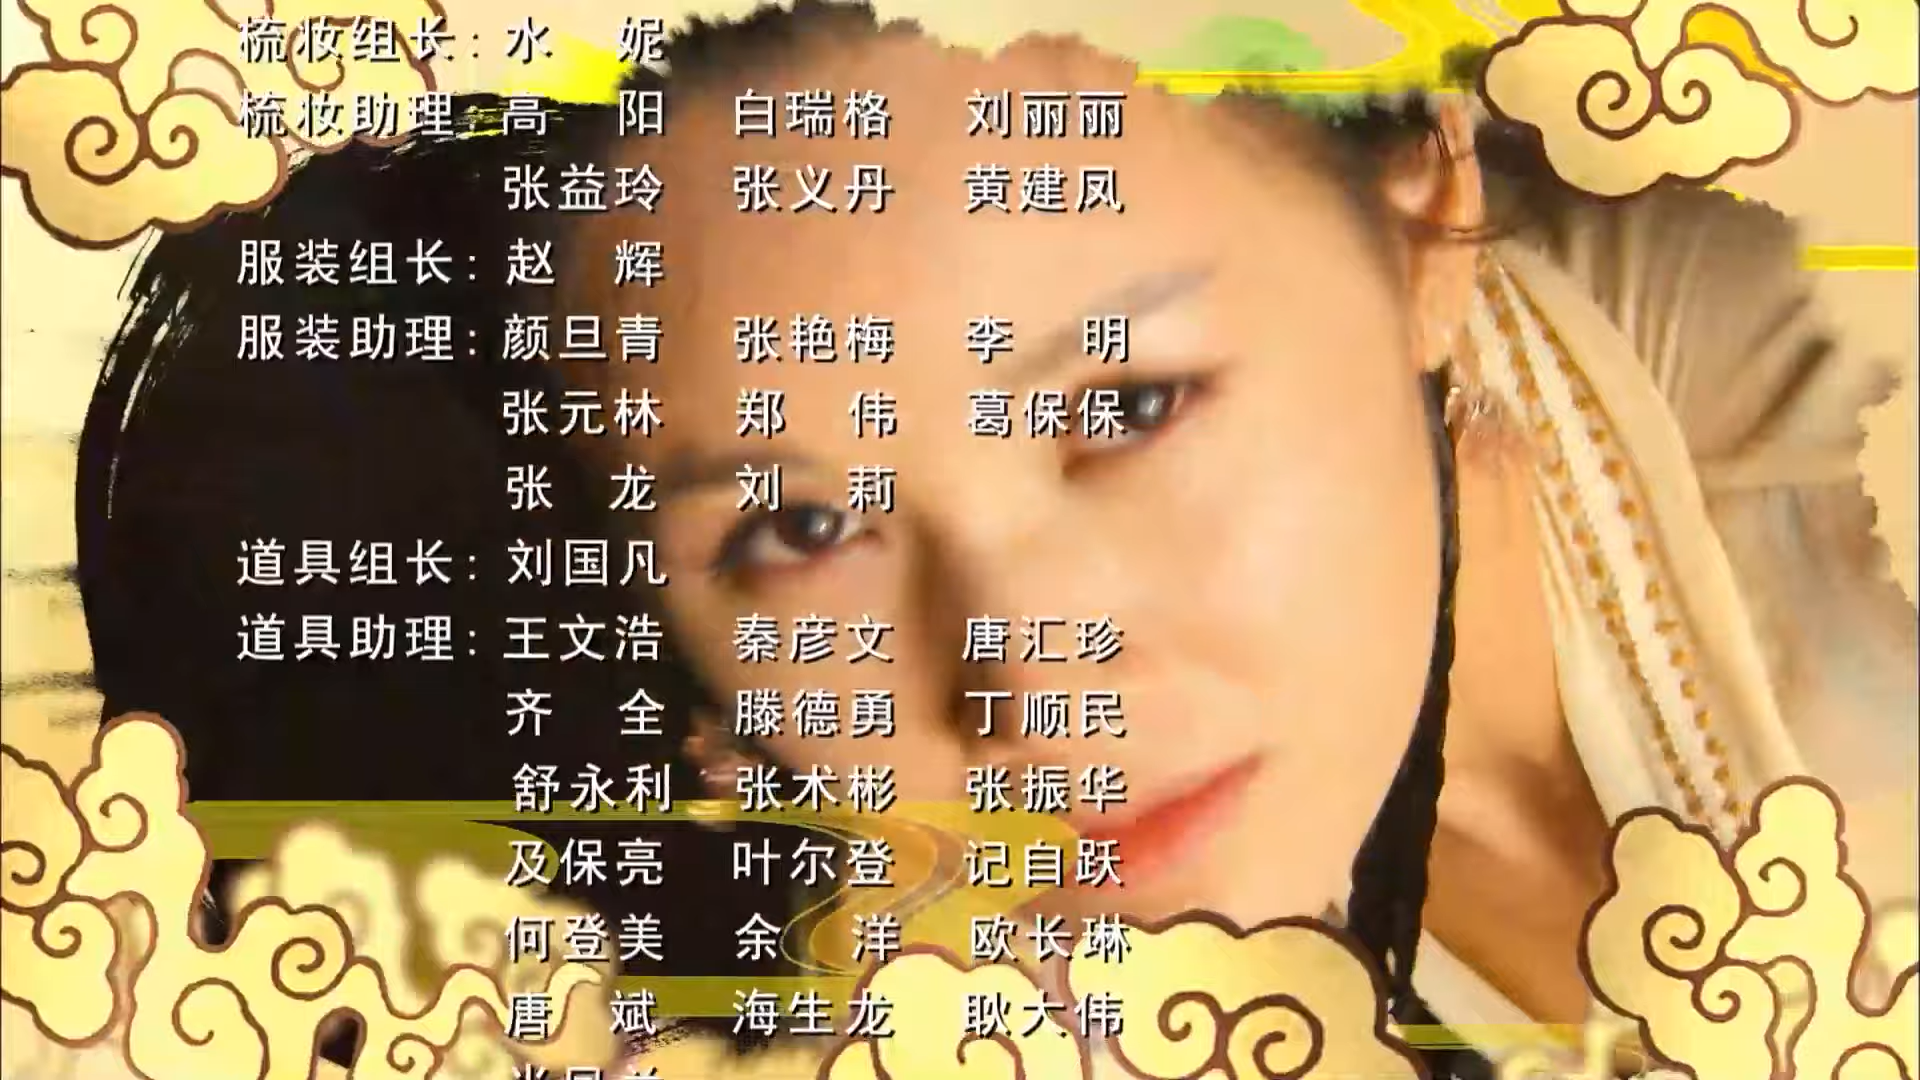 梳妆组长：水　妮
梳妆助理：高　阳　白瑞格　刘丽丽
张益玲　张义丹　黄建凤
服装组长：赵　辉
服装助理：颜旦青　张艳梅　李　明
张元林　郑　伟　葛保保
张　龙　刘　莉
道具组长：刘国凡
道具助理：王文浩　秦彦文　唐汇珍
齐　全　滕德勇　丁顺民
舒永利　张术彬　张振华
及保亮　叶尔登　记自跃
何登美　余　洋　欧长琳
唐　斌　海生龙　耿大伟